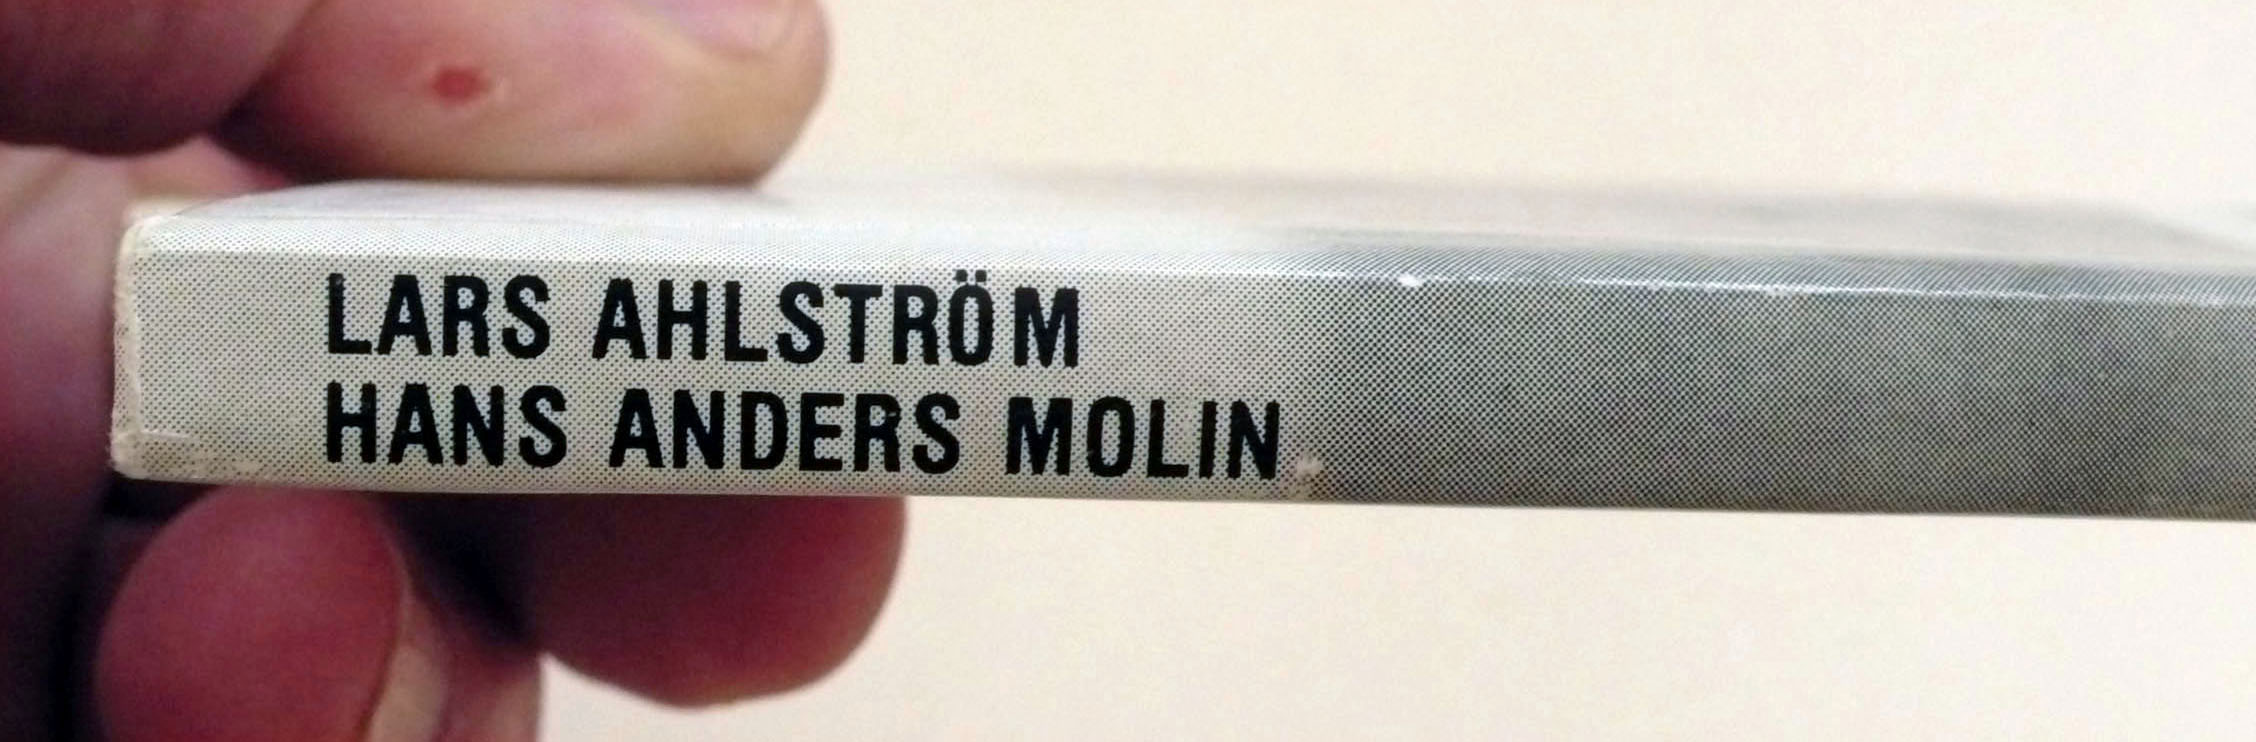 LARS AHLSTRÖM
HANS ANDERS MOLIN